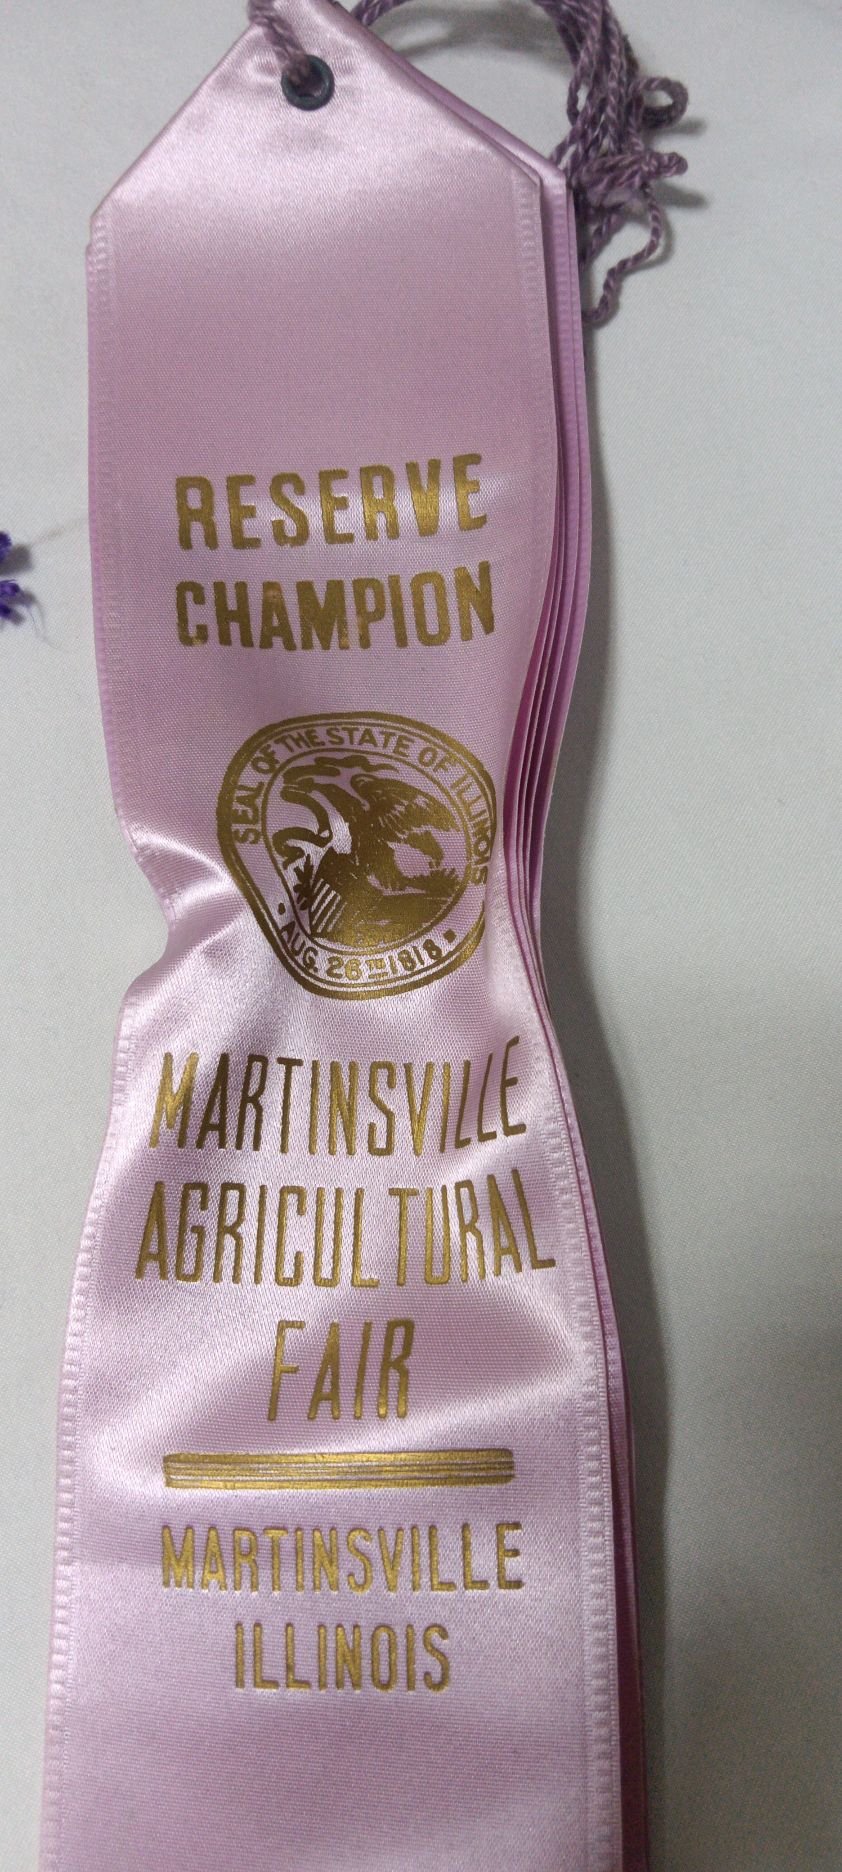 RESERVE
CHAMPION
SEAL OF THE STATE OF ILLINOIS
AUG. 26TH 1818
MARTINSVILLE
AGRICULTURAL
FAIR
MARTINSVILLE
ILLINOIS